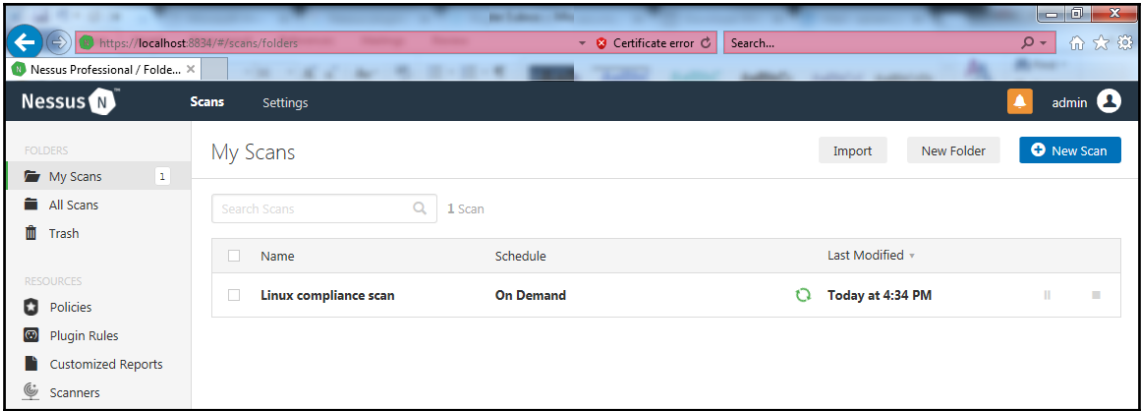 https://localhost:8834/#/scans/folders
Certificate error
Search...
Nessus Professional / Folde...
Nessus N
Scans
Settings
admin
FOLDERS
My Scans 1
All Scans
Trash
RESOURCES
Policies
Plugin Rules
Customized Reports
Scanners
My Scans
Import
New Folder
New Scan
Search Scans
1 Scan
Name Schedule Last Modified
Linux compliance scan On Demand Today at 4:34 PM